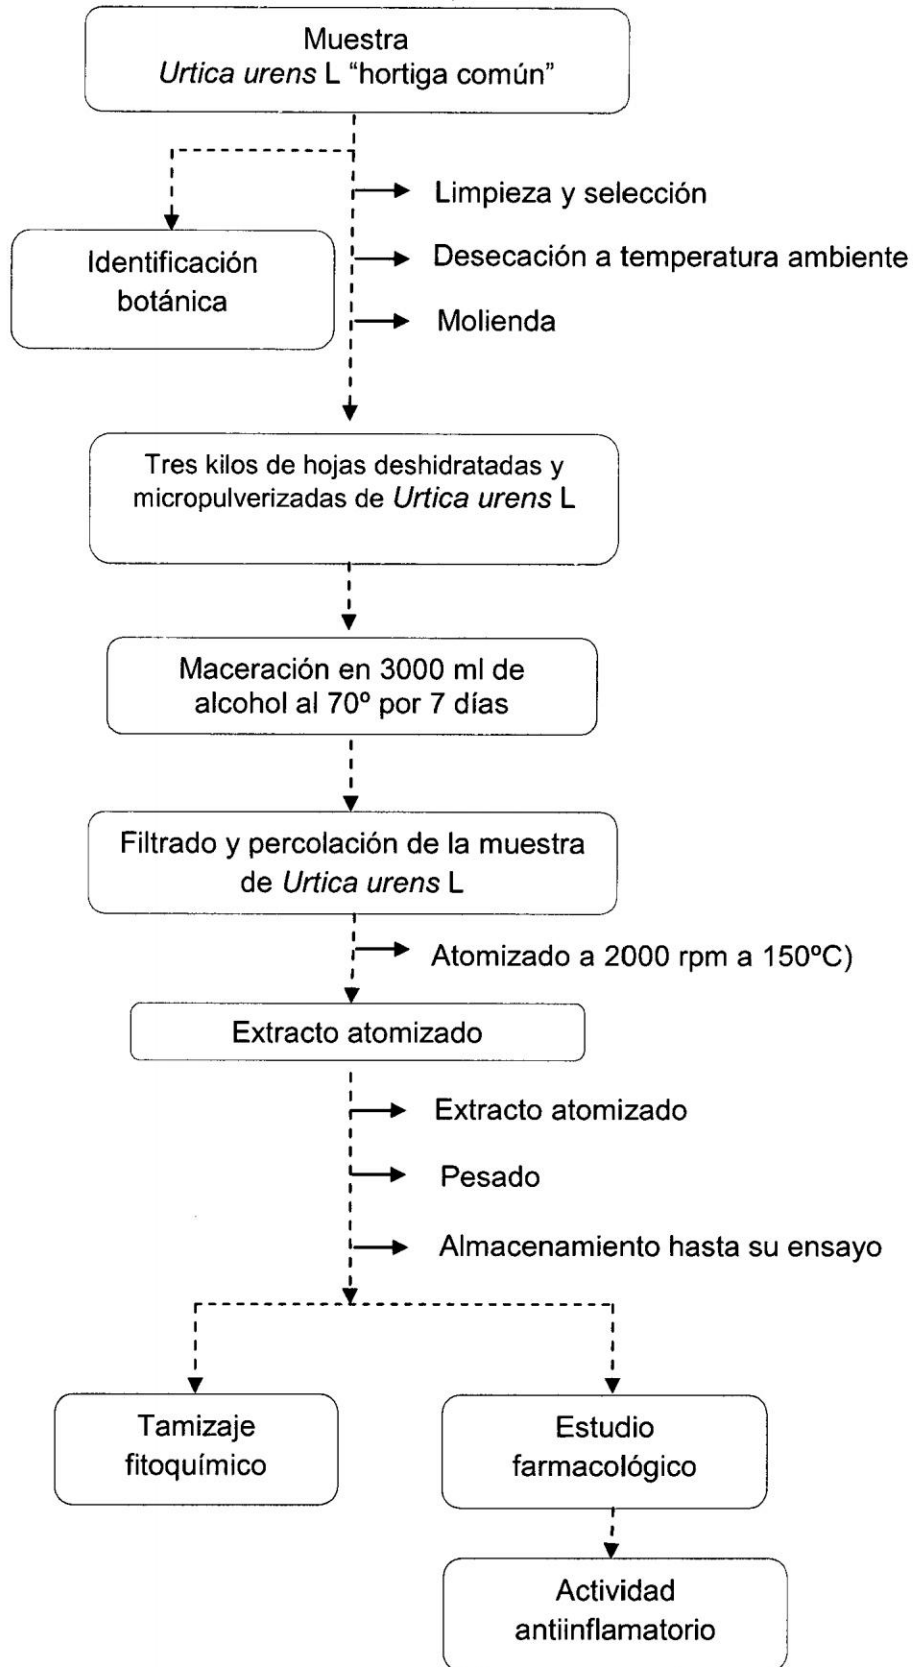 Muestra
Urtica urens L “hortiga común”
Limpieza y selección
Identificación
botánica
Desecación a temperatura ambiente
Molienda
Tres kilos de hojas deshidratadas y
micropulverizadas de Urtica urens L
Maceración en 3000 ml de
alcohol al 70º por 7 días
Filtrado y percolación de la muestra
de Urtica urens L
Atomizado a 2000 rpm a 150ºC)
Extracto atomizado
Extracto atomizado
Pesado
Almacenamiento hasta su ensayo
Tamizaje
fitoquímico
Estudio
farmacológico
Actividad
antiinflamatorio